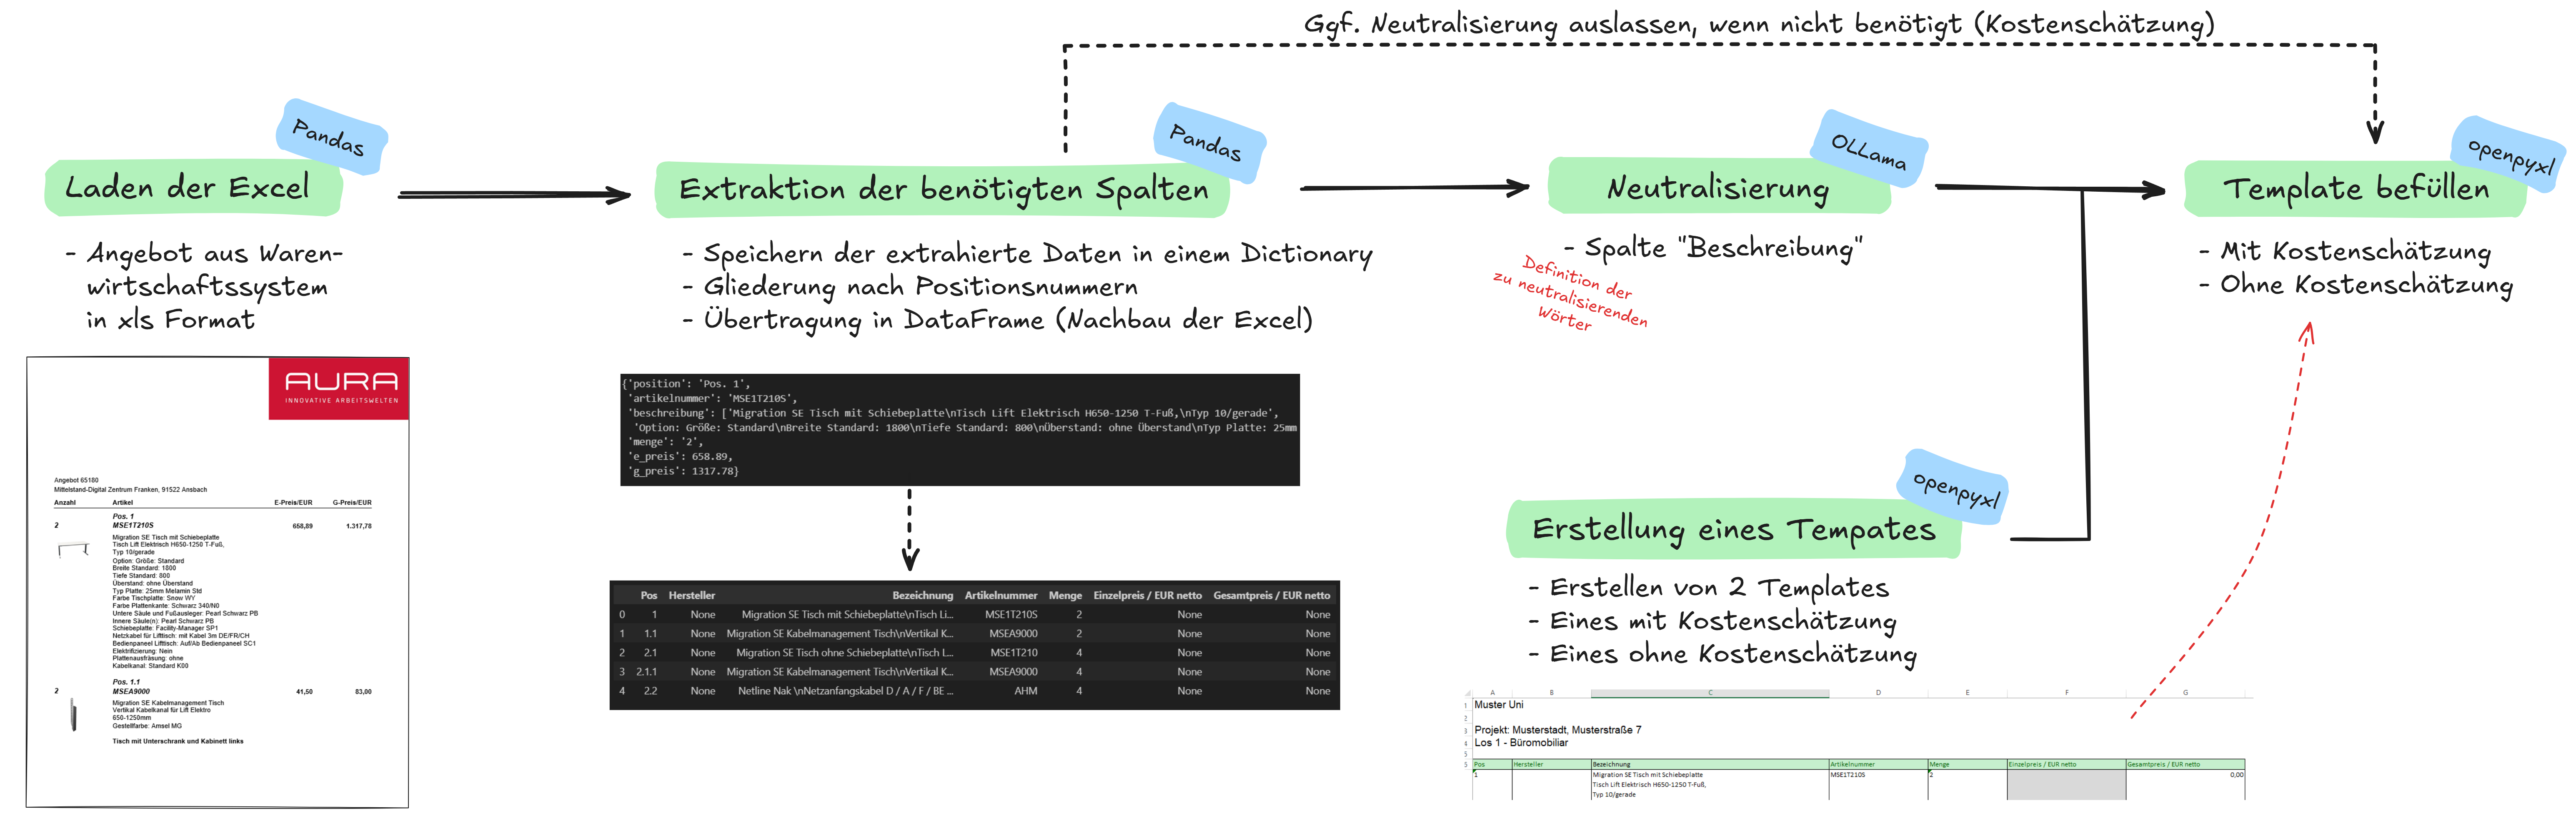 Ggf. Neutralisierung auslassen, wenn nicht benötigt (Kostenschätzung)
Pandas
Laden der Excel
- Angebot aus Waren-
wirtschaftssystem
in xls Format
AURA
INNOVATIVE ARBEITSWELTEN
Angebot 65180
Mittelstand-Digital Zentrum Franken, 91522 Ansbach
Anzahl Artikel E-Preis/EUR G-Preis/EUR
Pos. 1
2 MSE1T210S 658,89 1.317,78
Migration SE Tisch mit Schiebeplatte
Tisch Lift Elektrisch H650-1250 T-Fuß,
Typ 10/gerade
Option: Größe: Standard
Breite Standard: 1800
Tiefe Standard: 800
Überstand: ohne Überstand
Typ Platte: 25mm Melamin Std
Farbe Tischplatte: Snow WY
Farbe Plattenkante: Schwarz 340/N0
Untere Säule und Fußausleger: Pearl Schwarz PB
Innere Säule(n): Pearl Schwarz PB
Schiebeplatte: Facility-Manager SP1
Netzkabel für Lifttisch: mit Kabel 3m DE/FR/CH
Bedienpaneel Lifttisch: Auf/Ab Bedienpaneel SC1
Elektrifizierung: Nein
Plattenausfräsung: ohne
Kabelkanal: Standard K00
Pos. 1.1
2 MSEA9000 41,50 83,00
Migration SE Kabelmanagement Tisch
Vertikal Kabelkanal für Lift Elektro
650-1250mm
Gestellfarbe: Amsel MG
Tisch mit Unterschrank und Kabinett links
Pandas
Extraktion der benötigten Spalten
- Speichern der extrahierte Daten in einem Dictionary
- Gliederung nach Positionsnummern
- Übertragung in DataFrame (Nachbau der Excel)
{'position': 'Pos. 1',
'artikelnummer': 'MSE1T210S',
'beschreibung': ['Migration SE Tisch mit Schiebeplatte\nTisch Lift Elektrisch H650-1250 T-Fuß,\nTyp 10/gerade',
'Option: Größe: Standard\nBreite Standard: 1800\nTiefe Standard: 800\nÜberstand: ohne Überstand\nTyp Platte: 25mm
'menge': '2',
'e_preis': 658.89,
'g_preis': 1317.78}
Pos Hersteller Bezeichnung Artikelnummer Menge Einzelpreis / EUR netto Gesamtpreis / EUR netto
0 1 None Migration SE Tisch mit Schiebeplatte\nTisch Li... MSE1T210S 2 None None
1 1.1 None Migration SE Kabelmanagement Tisch\nVertikal K... MSEA9000 2 None None
2 2.1 None Migration SE Tisch ohne Schiebeplatte\nTisch L... MSE1T210 4 None None
3 2.1.1 None Migration SE Kabelmanagement Tisch\nVertikal K... MSEA9000 4 None None
4 2.2 None Netline Nak \nNetzanfangskabel D / A / F / BE ... AHM 4 None None
OLLama
Neutralisierung
- Spalte "Beschreibung"
Definition der
zu neutralisierenden
Wörter
openpyxl
Template befüllen
- Mit Kostenschätzung
- Ohne Kostenschätzung
openpyxl
Erstellung eines Tempates
- Erstellen von 2 Templates
- Eines mit Kostenschätzung
- Eines ohne Kostenschätzung
A B C D E F G
1 Muster Uni
2
3 Projekt: Musterstadt, Musterstraße 7
4 Los 1 - Büromobiliar
5
6 Pos Hersteller Bezeichnung Artikelnummer Menge Einzelpreis / EUR netto Gesamtpreis / EUR netto
1 Migration SE Tisch mit Schiebeplatte MSE1T210S 2 0,00
Tisch Lift Elektrisch H650-1250 T-Fuß,
Typ 10/gerade